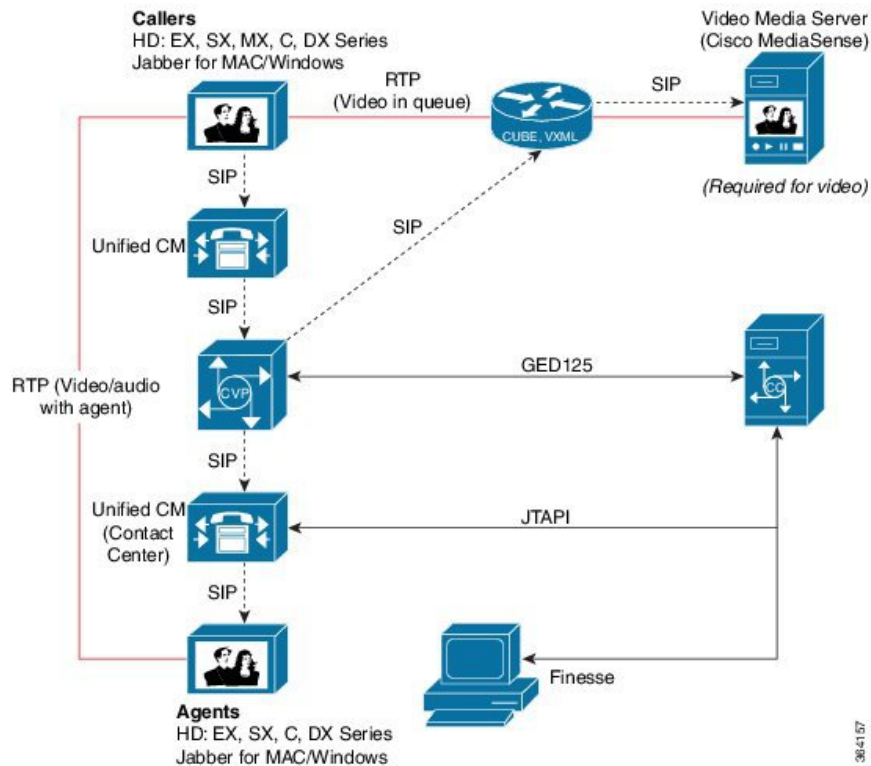 Callers
HD: EX, SX, MX, C, DX Series
Jabber for MAC/Windows
Video Media Server
(Cisco MediaSense)
RTP
(Video in queue)
SIP
CUBE, VXML
(Required for video)
SIP
Unified CM
SIP
SIP
RTP (Video/audio
with agent)
CVP
GED125
CC
SIP
Unified CM
(Contact
Center)
JTAPI
SIP
Finesse
Agents
HD: EX, SX, C, DX Series
Jabber for MAC/Windows
364157